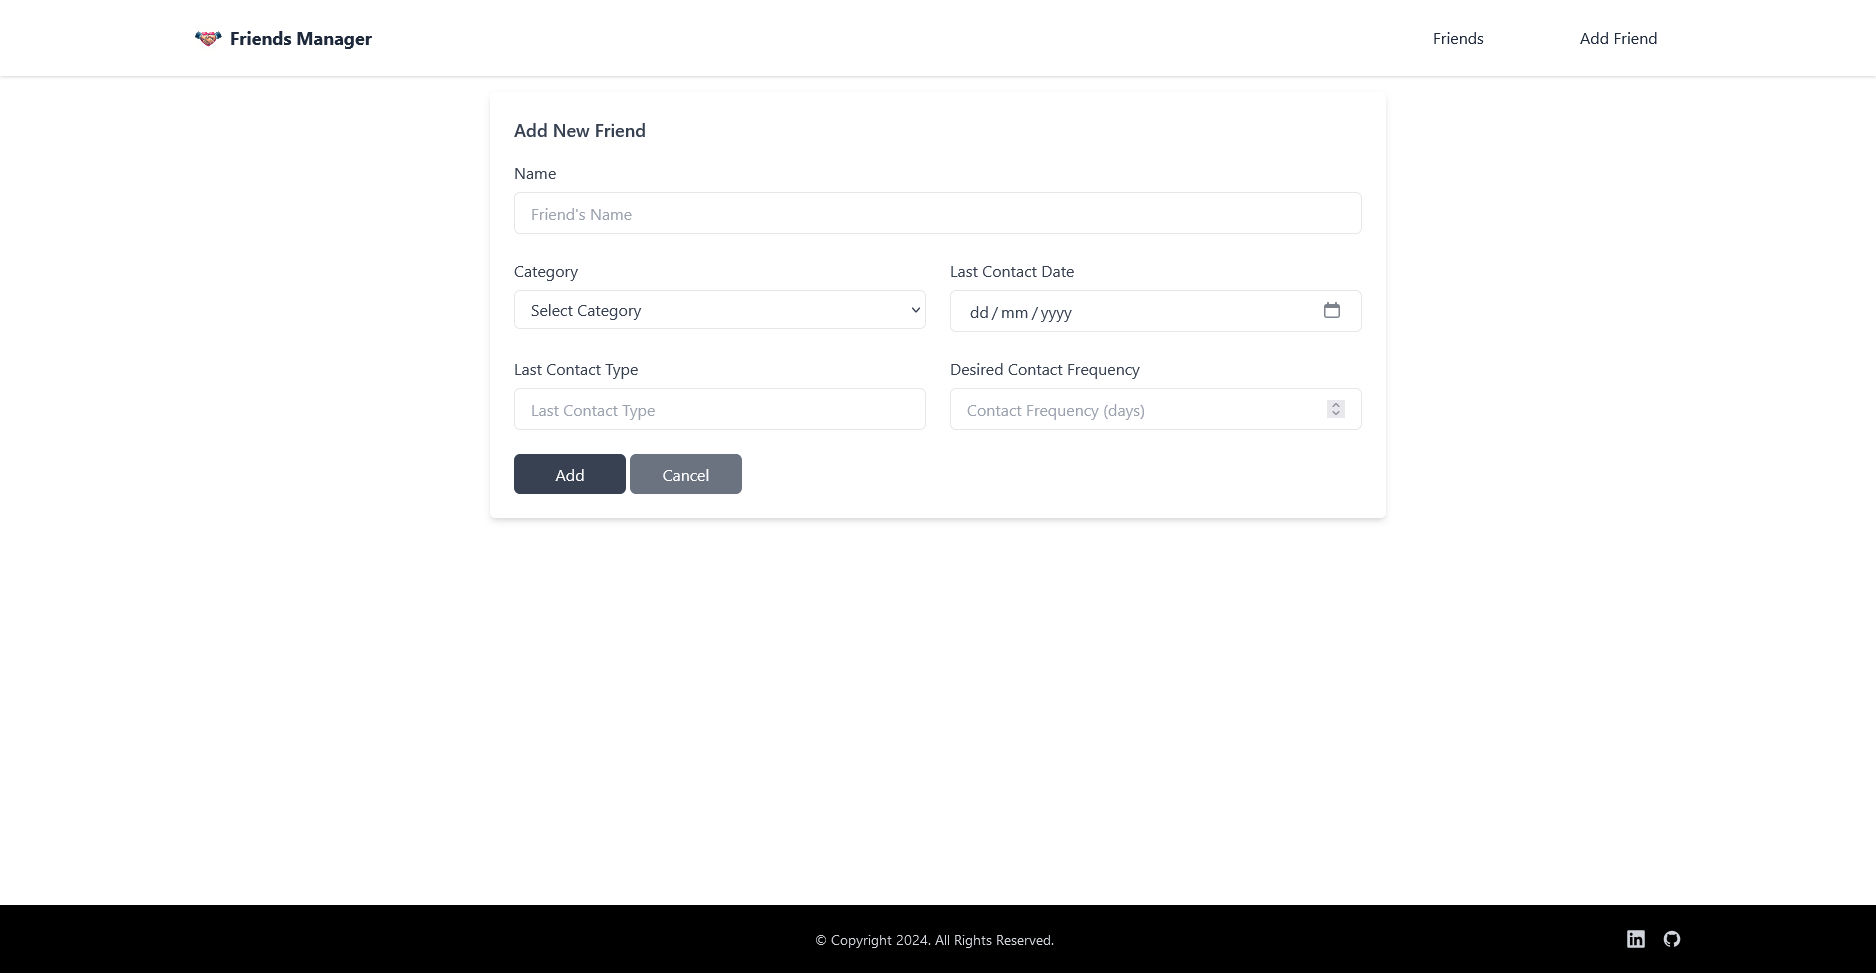 Friends Manager
Friends
Add Friend
Add New Friend
Name
Friend's Name
Category
Last Contact Date
Select Category
dd/mm/yyyy
Last Contact Type
Desired Contact Frequency
Last Contact Type
Contact Frequency (days)
Add
Cancel
© Copyright 2024. All Rights Reserved.
in